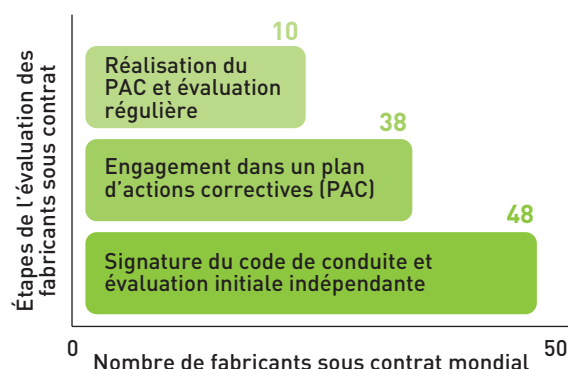 Étapes de l'évaluation des
fabricants sous contrat
10
Réalisation du
PAC et évaluation
régulière
38
Engagement dans un plan
d'actions correctives (PAC)
48
Signature du code de conduite et
évaluation initiale indépendante
0
50
Nombre de fabricants sous contrat mondial